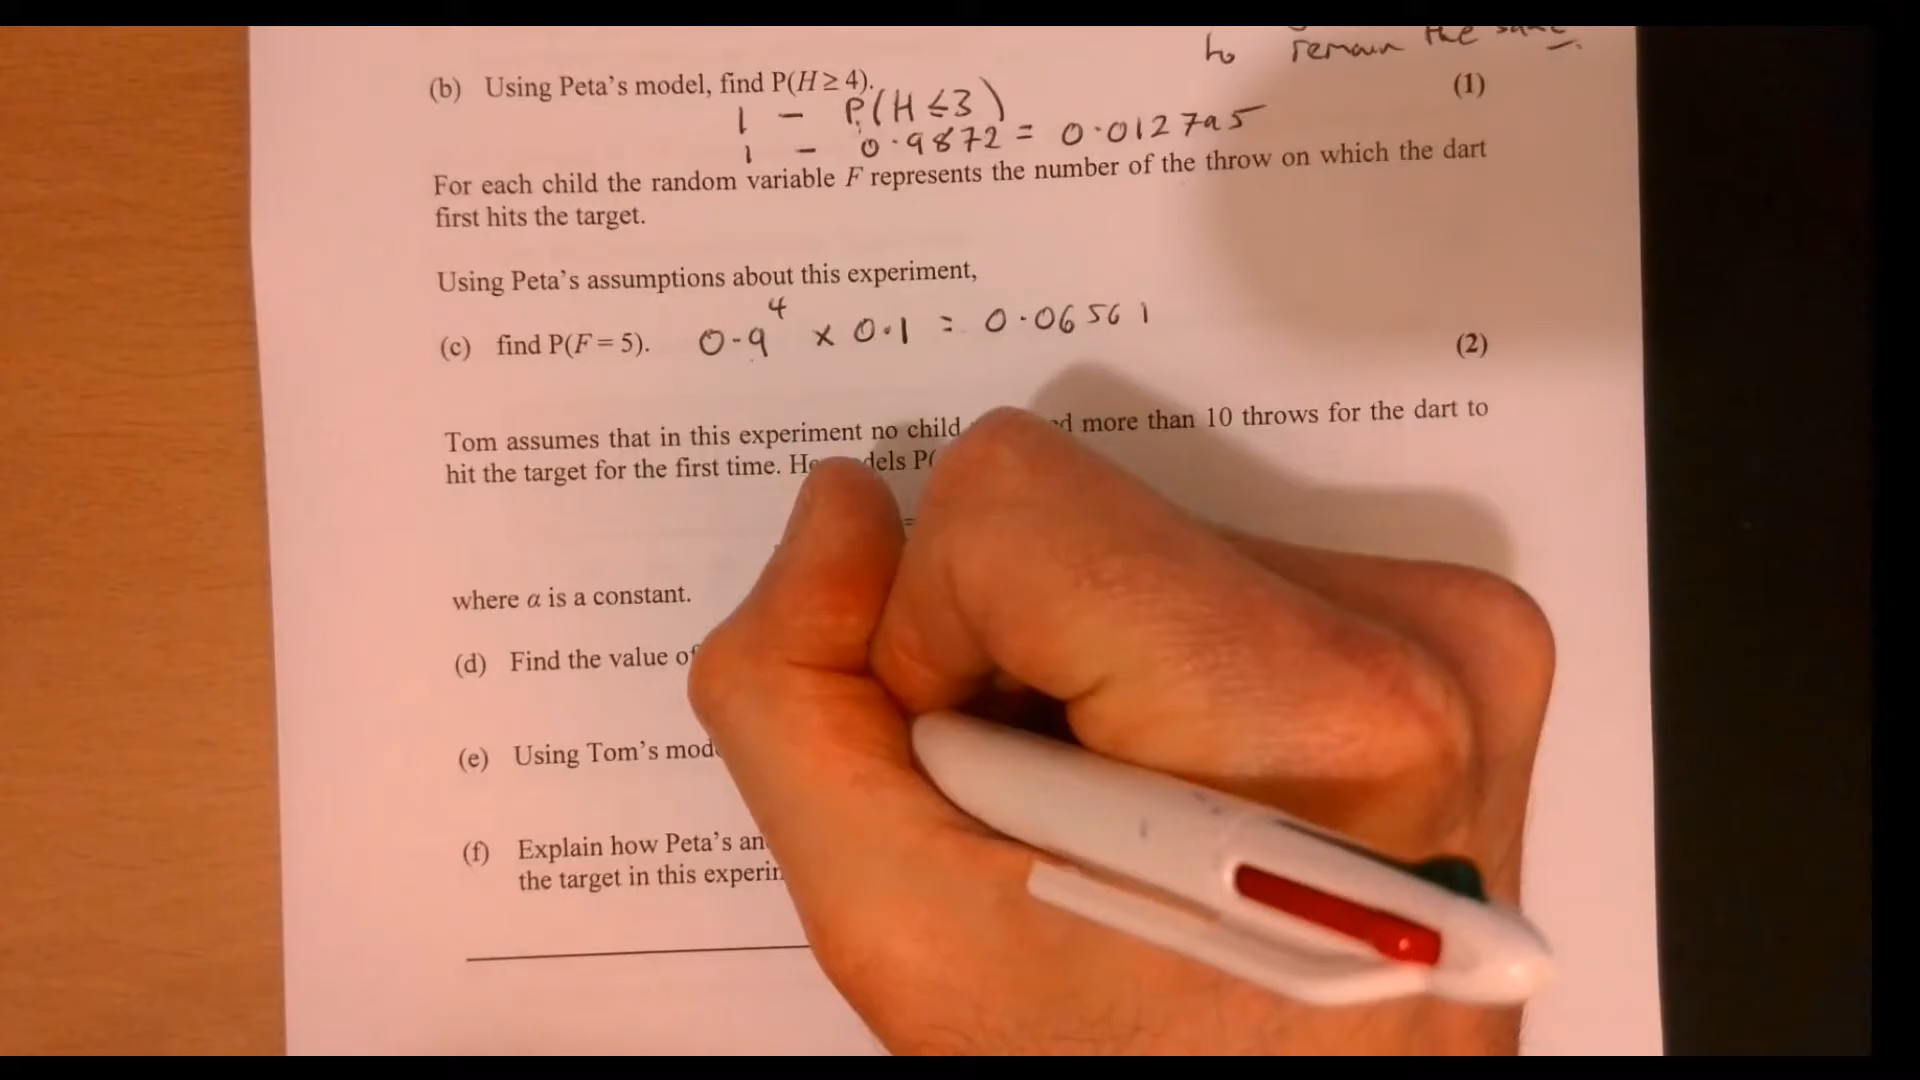 to remain the same.
(b) Using Peta's model, find P(H ≥ 4).
(1)
1 - P(H ≤ 3)
1 - 0.9872 = 0.012795
For each child the random variable F represents the number of the throw on which the dart
first hits the target.
Using Peta's assumptions about this experiment,
(c) find P(F = 5). 0.9⁴ × 0.1 = 0.06561
(2)
Tom assumes that in this experiment no child more than 10 throws for the dart to
hit the target for the first time. He P(
=
where α is a constant.
(d) Find the value of
(e) Using Tom's
(f) Explain how Peta's
the target in this